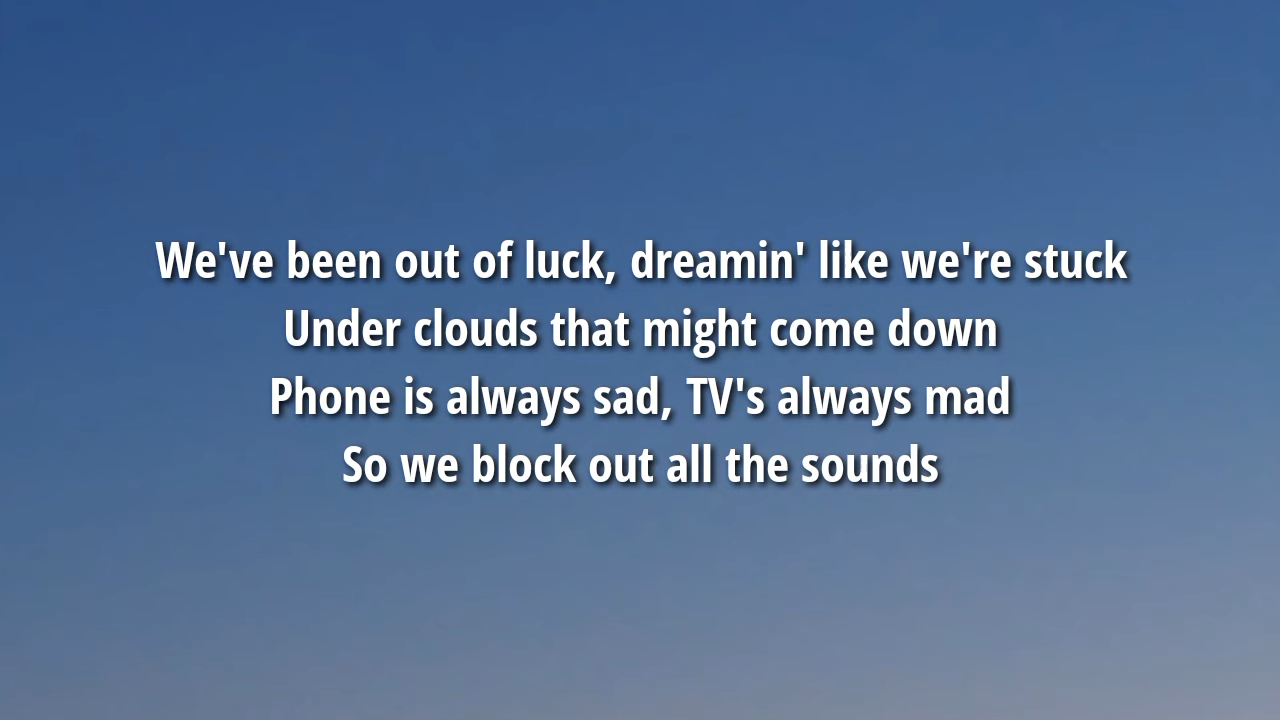 We've been out of luck, dreamin' like we're stuck
Under clouds that might come down
Phone is always sad, TV's always mad
So we block out all the sounds